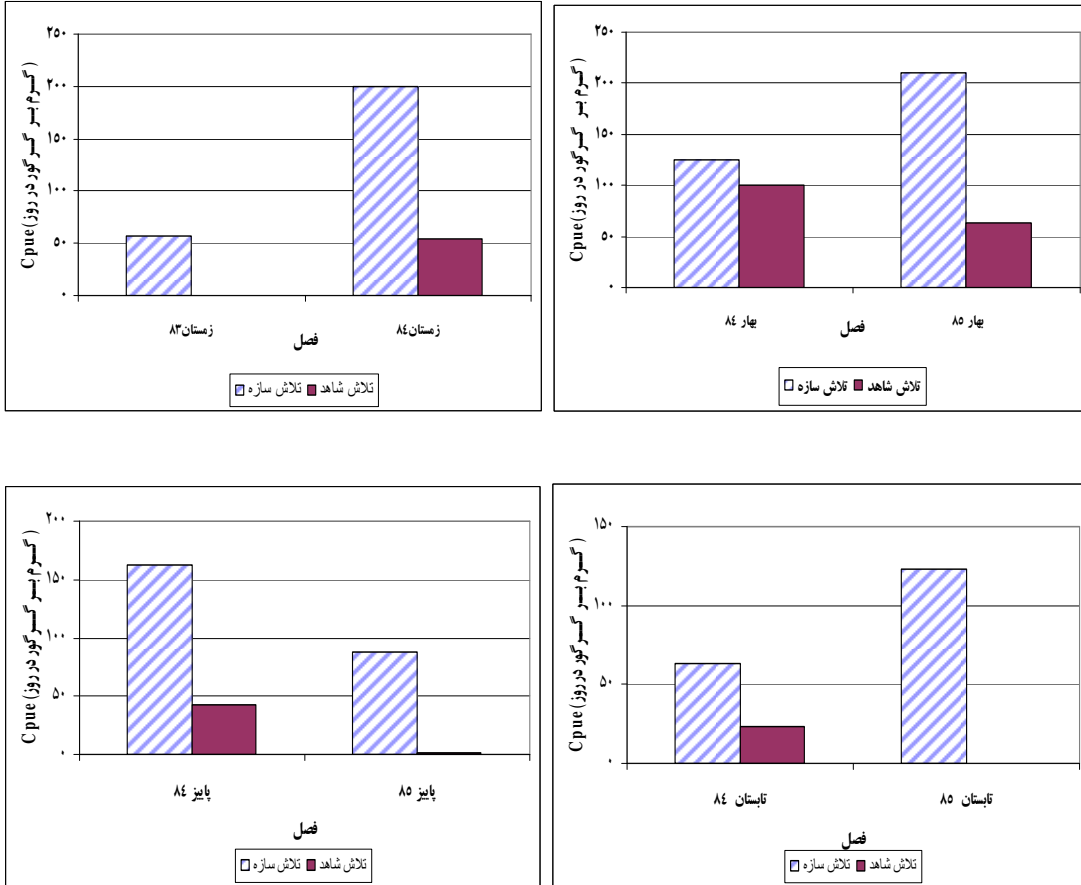 Cpue (گرم بر گرگور در روز)
۲۵۰
۲۰۰
۱۵۰
۱۰۰
۵۰
۰
زمستان۸۳
زمستان۸٤
فصل
تلاش سازه
تلاش شاهد
Cpue (گرم بر گرگور در روز)
۲۵۰
۲۰۰
۱۵۰
۱۰۰
۵۰
۰
بهار ۸٤
بهار ۸۵
فصل
تلاش سازه
تلاش شاهد
Cpue (گرم بر گرگور در روز)
۲۰۰
۱۵۰
۱۰۰
۵۰
۰
پاییز ۸٤
پاییز ۸۵
فصل
تلاش سازه
تلاش شاهد
Cpue (گرم بر گرگور در روز)
۱۵۰
۱۰۰
۵۰
۰
تابستان ۸٤
تابستان ۸۵
فصل
تلاش سازه
تلاش شاهد